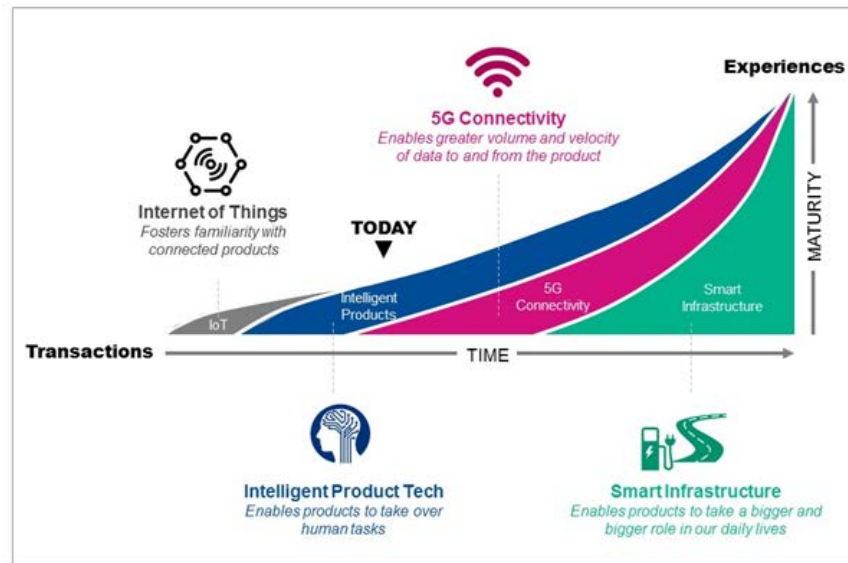 Experiences
5G Connectivity
Enables greater volume and velocity
of data to and from the product
Internet of Things
Fosters familiarity with
connected products
TODAY
MATURITY
IoT
Intelligent
Products
5G
Connectivity
Smart
Infrastructure
Transactions
TIME
Intelligent Product Tech
Enables products to take over
human tasks
Smart Infrastructure
Enables products to take a bigger and
bigger role in our daily lives